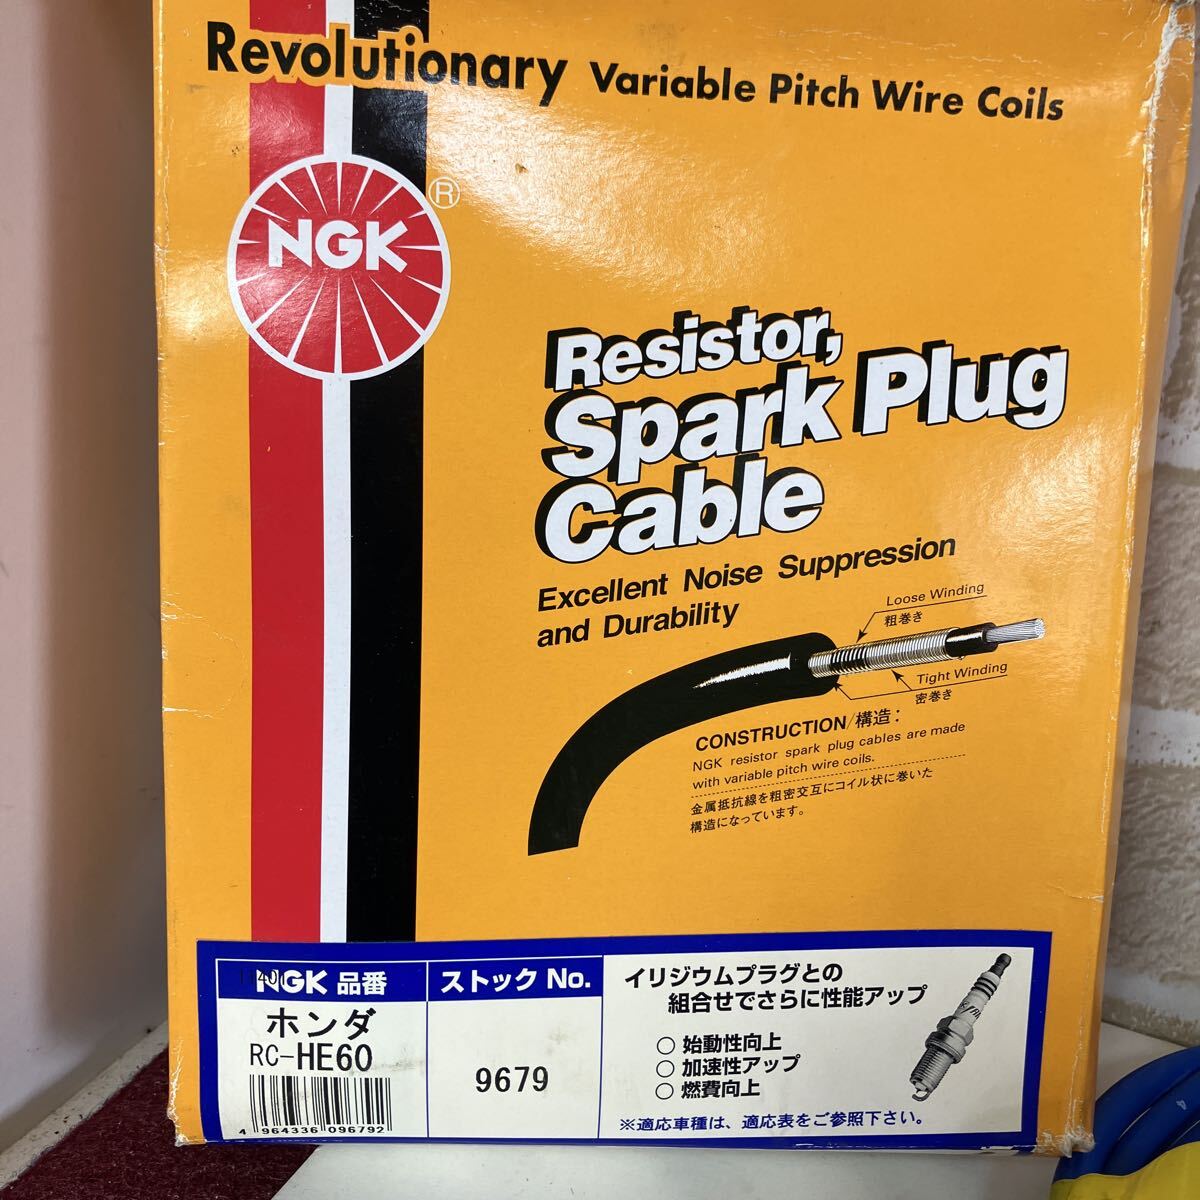 Revolutionary Variable Pitch Wire Coils
NGK
®
Resistor,
Spark Plug
Cable
Excellent Noise Suppression
and Durability
Loose Winding
粗巻き
Tight Winding
密巻き
CONSTRUCTION/構造:
NGK resistor spark plug cables are made
with variable pitch wire coils.
金属抵抗線を粗密交互にコイル状に巻いた
構造になっています。
NGK 品番
ホンダ
RC-HE60
4 964336 096792
ストック No.
9679
イリジウムプラグとの
組合せでさらに性能アップ
○ 始動性向上
○ 加速性アップ
○ 燃費向上
※適応車種は、適応表をご参照下さい。